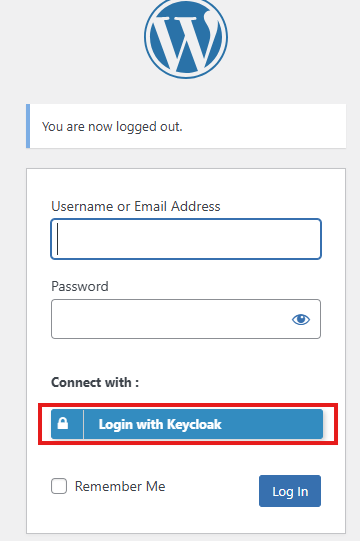 You are now logged out.
Username or Email Address
Password
Connect with :
Login with Keycloak
Remember Me
Log In